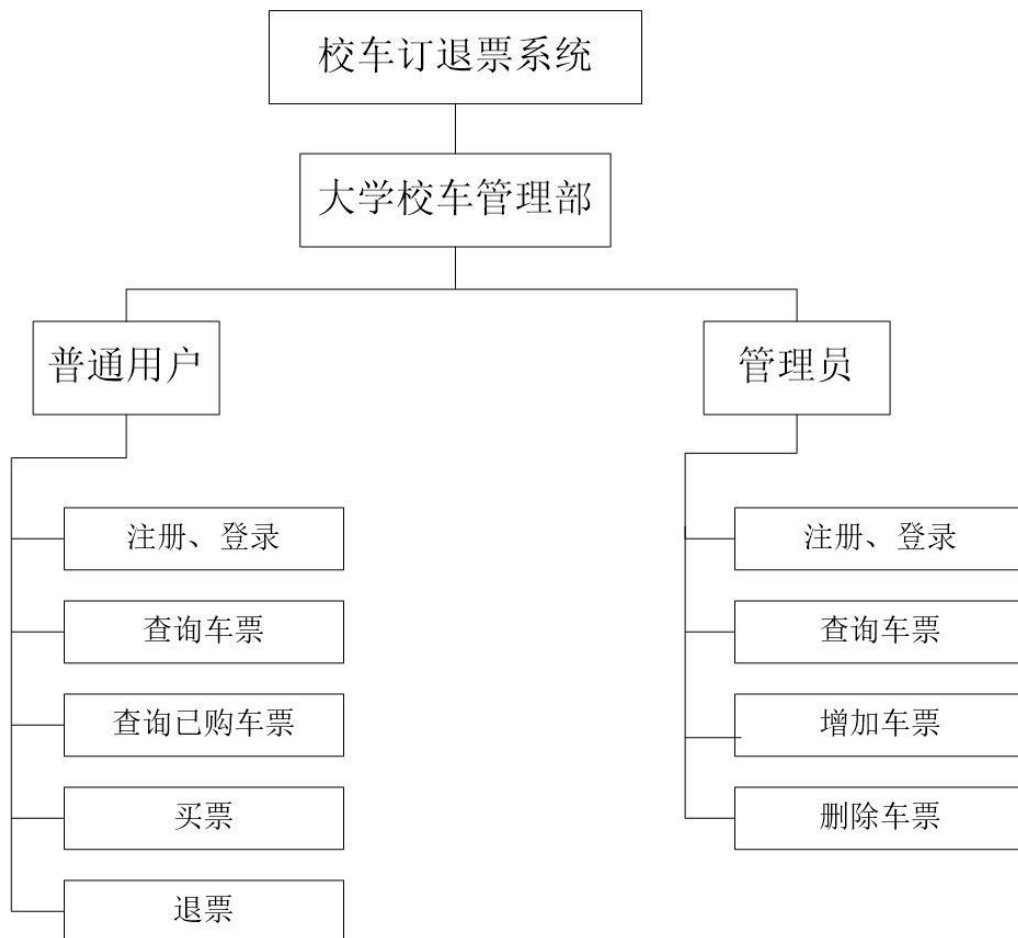 校车订退票系统
大学校车管理部
普通用户
管理员
注册、登录
查询车票
查询已购车票
买票
退票
注册、登录
查询车票
增加车票
删除车票